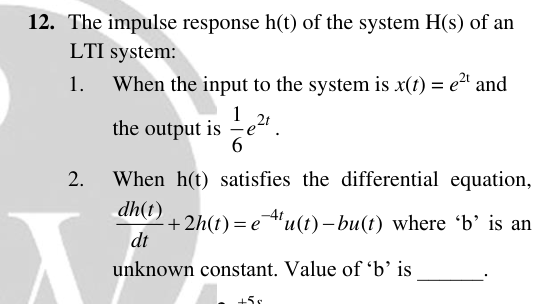 12. The impulse response h(t) of the system H(s) of an
LTI system:
1. When the input to the system is x(t) = e^{2t} and
the output is \frac{1}{6}e^{2t}.
2. When h(t) satisfies the differential equation,
\frac{dh(t)}{dt} + 2h(t) = e^{-4t}u(t) – bu(t) where ‘b’ is an
unknown constant. Value of ‘b’ is ______.